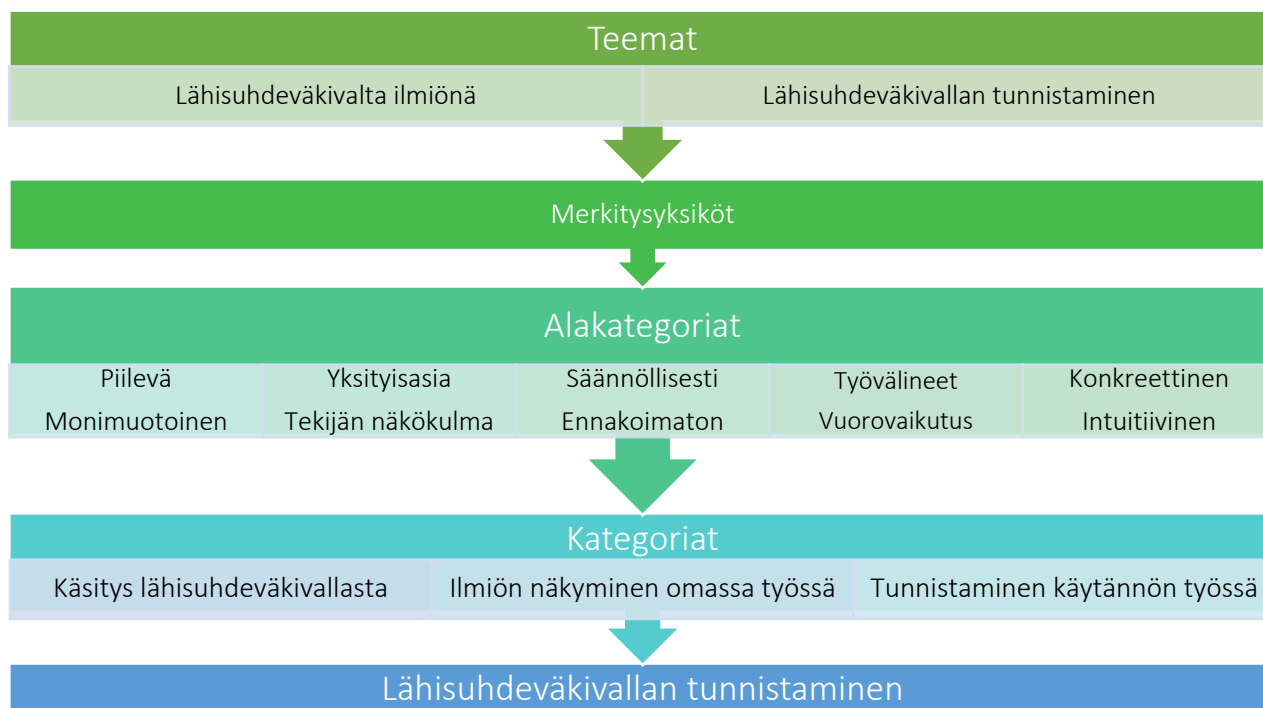 Teemat
Lähisuhdeväkivalta ilmiönä
Lähisuhdeväkivallan tunnistaminen
Merkitysyksiköt
Alakategoriat
Piilevä
Monimuotoinen
Yksityisasia
Tekijän näkökulma
Säännöllisesti
Ennakoimaton
Työvälineet
Vuorovaikutus
Konkreettinen
Intuitiivinen
Kategoriat
Käsitys lähisuhdeväkivallasta
Ilmiön näkyminen omassa työssä
Tunnistaminen käytännön työssä
Lähisuhdeväkivallan tunnistaminen